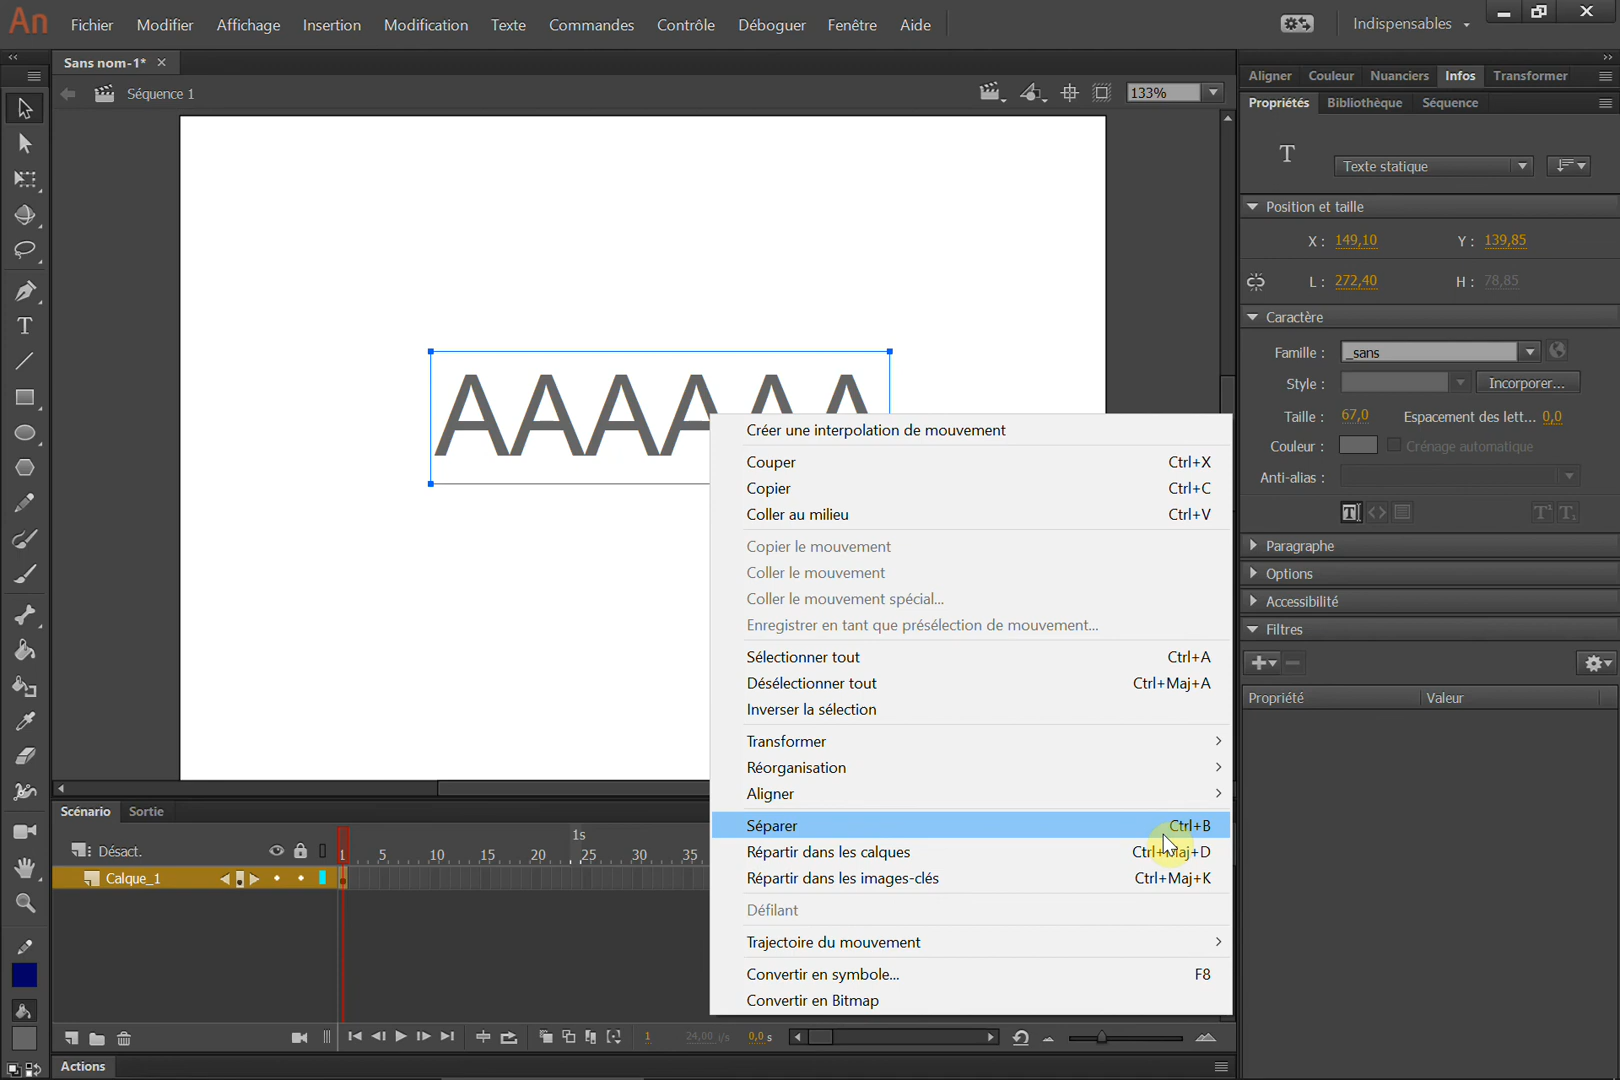 An Fichier Modifier Affichage Insertion Modification Texte Commandes Contrôle Déboguer Fenêtre Aide Indispensables
Sans nom-1*
Séquence 1 133%
AAAAAA
Créer une interpolation de mouvement
Couper Ctrl+X
Copier Ctrl+C
Coller au milieu Ctrl+V
Copier le mouvement
Coller le mouvement
Coller le mouvement spécial...
Enregistrer en tant que présélection de mouvement...
Sélectionner tout Ctrl+A
Désélectionner tout Ctrl+Maj+A
Inverser la sélection
Transformer
Réorganisation
Aligner
Séparer Ctrl+B
Répartir dans les calques Ctrl+Maj+D
Répartir dans les images-clés Ctrl+Maj+K
Défilant
Trajectoire du mouvement
Convertir en symbole... F8
Convertir en Bitmap
Aligner Couleur Nuanciers Infos Transformer
Propriétés Bibliothèque Séquence
T Texte statique
Position et taille
X : 149,10 Y : 139,85
L : 272,40 H : 78,85
Caractère
Famille : _sans
Style : Incorporer...
Taille : 67,0 Espacement des lett... 0,0
Couleur : Crénage automatique
Anti-alias :
Paragraphe
Options
Accessibilité
Filtres
Propriété Valeur
Scénario Sortie
1s
Désact. 1 5 10 15 20 25 30 35
Calque_1
1 24,00 i/s 0,0 s
Actions